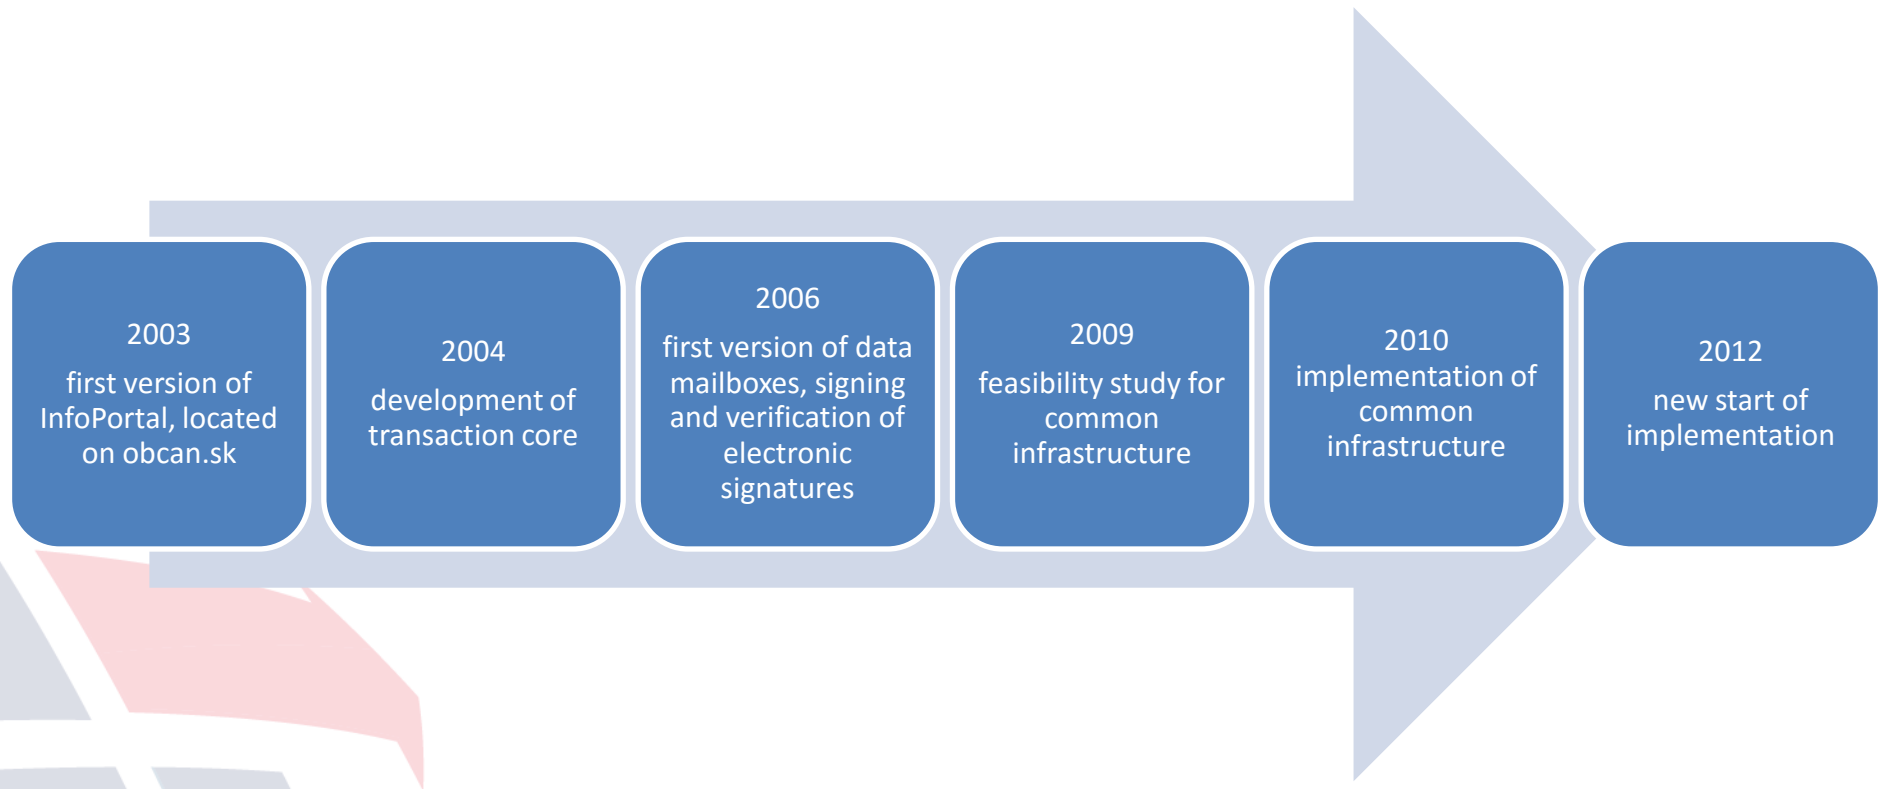 2003
first version of
InfoPortal, located
on obcan.sk
2004
development of
transaction core
2006
first version of data
mailboxes, signing
and verification of
electronic
signatures
2009
feasibility study for
common
infrastructure
2010
implementation of
common
infrastructure
2012
new start of
implementation